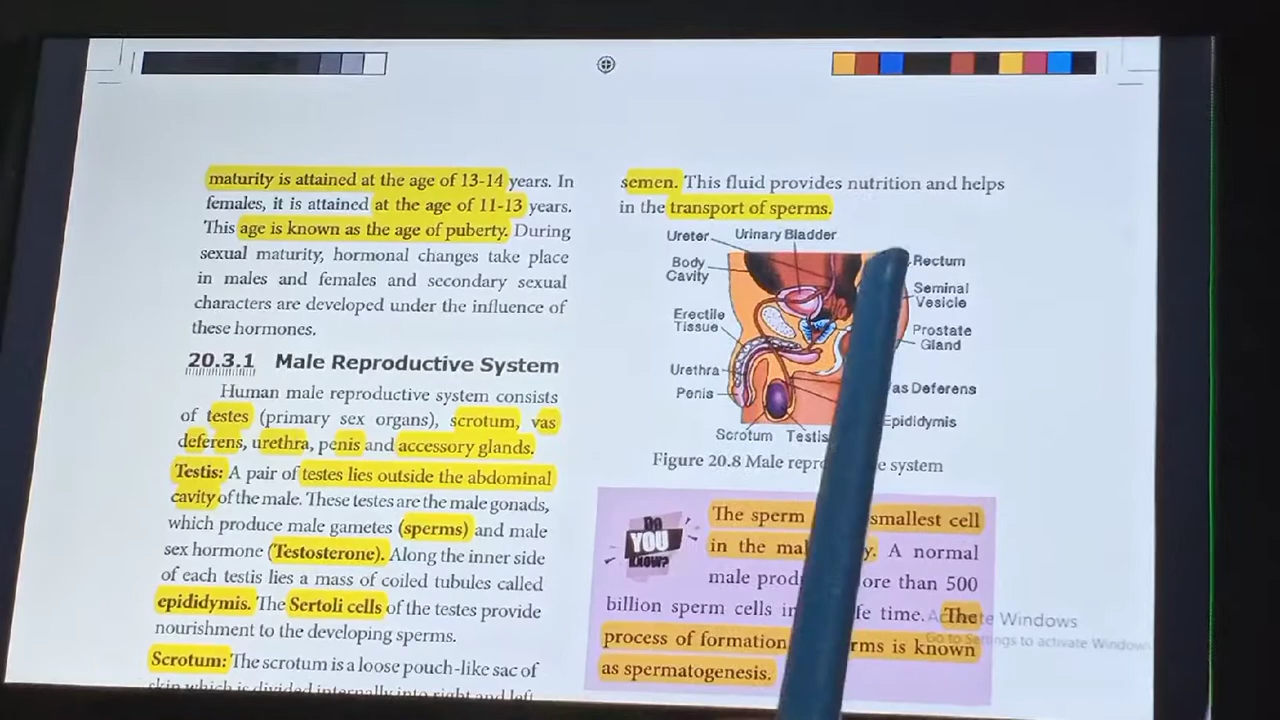 maturity is attained at the age of 13-14 years. In
females, it is attained at the age of 11-13 years.
This age is known as the age of puberty. During
sexual maturity, hormonal changes take place
in males and females and secondary sexual
characters are developed under the influence of
these hormones.
20.3.1 Male Reproductive System
Human male reproductive system consists
of testes (primary sex organs), scrotum, vas
deferens, urethra, penis and accessory glands.
Testis: A pair of testes lies outside the abdominal
cavity of the male. These testes are the male gonads,
which produce male gametes (sperms) and male
sex hormone (Testosterone). Along the inner side
of each testis lies a mass of coiled tubules called
epididymis. The Sertoli cells of the testes provide
nourishment to the developing sperms.
Scrotum: The scrotum is a loose pouch-like sac of
skin which is divided internally into right and left
semen. This fluid provides nutrition and helps
in the transport of sperms.
Ureter
Urinary Bladder
Body
Cavity
Erectile
Tissue
Urethra
Penis
Scrotum
Testis
Rectum
Seminal
Vesicle
Prostate
Gland
Deferens
Epididymis
Figure 20.8 Male system
DO
YOU
KNOW?
The sperm smallest cell
in the A normal
male than 500
billion sperm cells time. The
process of formation is known
as spermatogenesis.
Activate Windows
Go to Settings to activate Windows